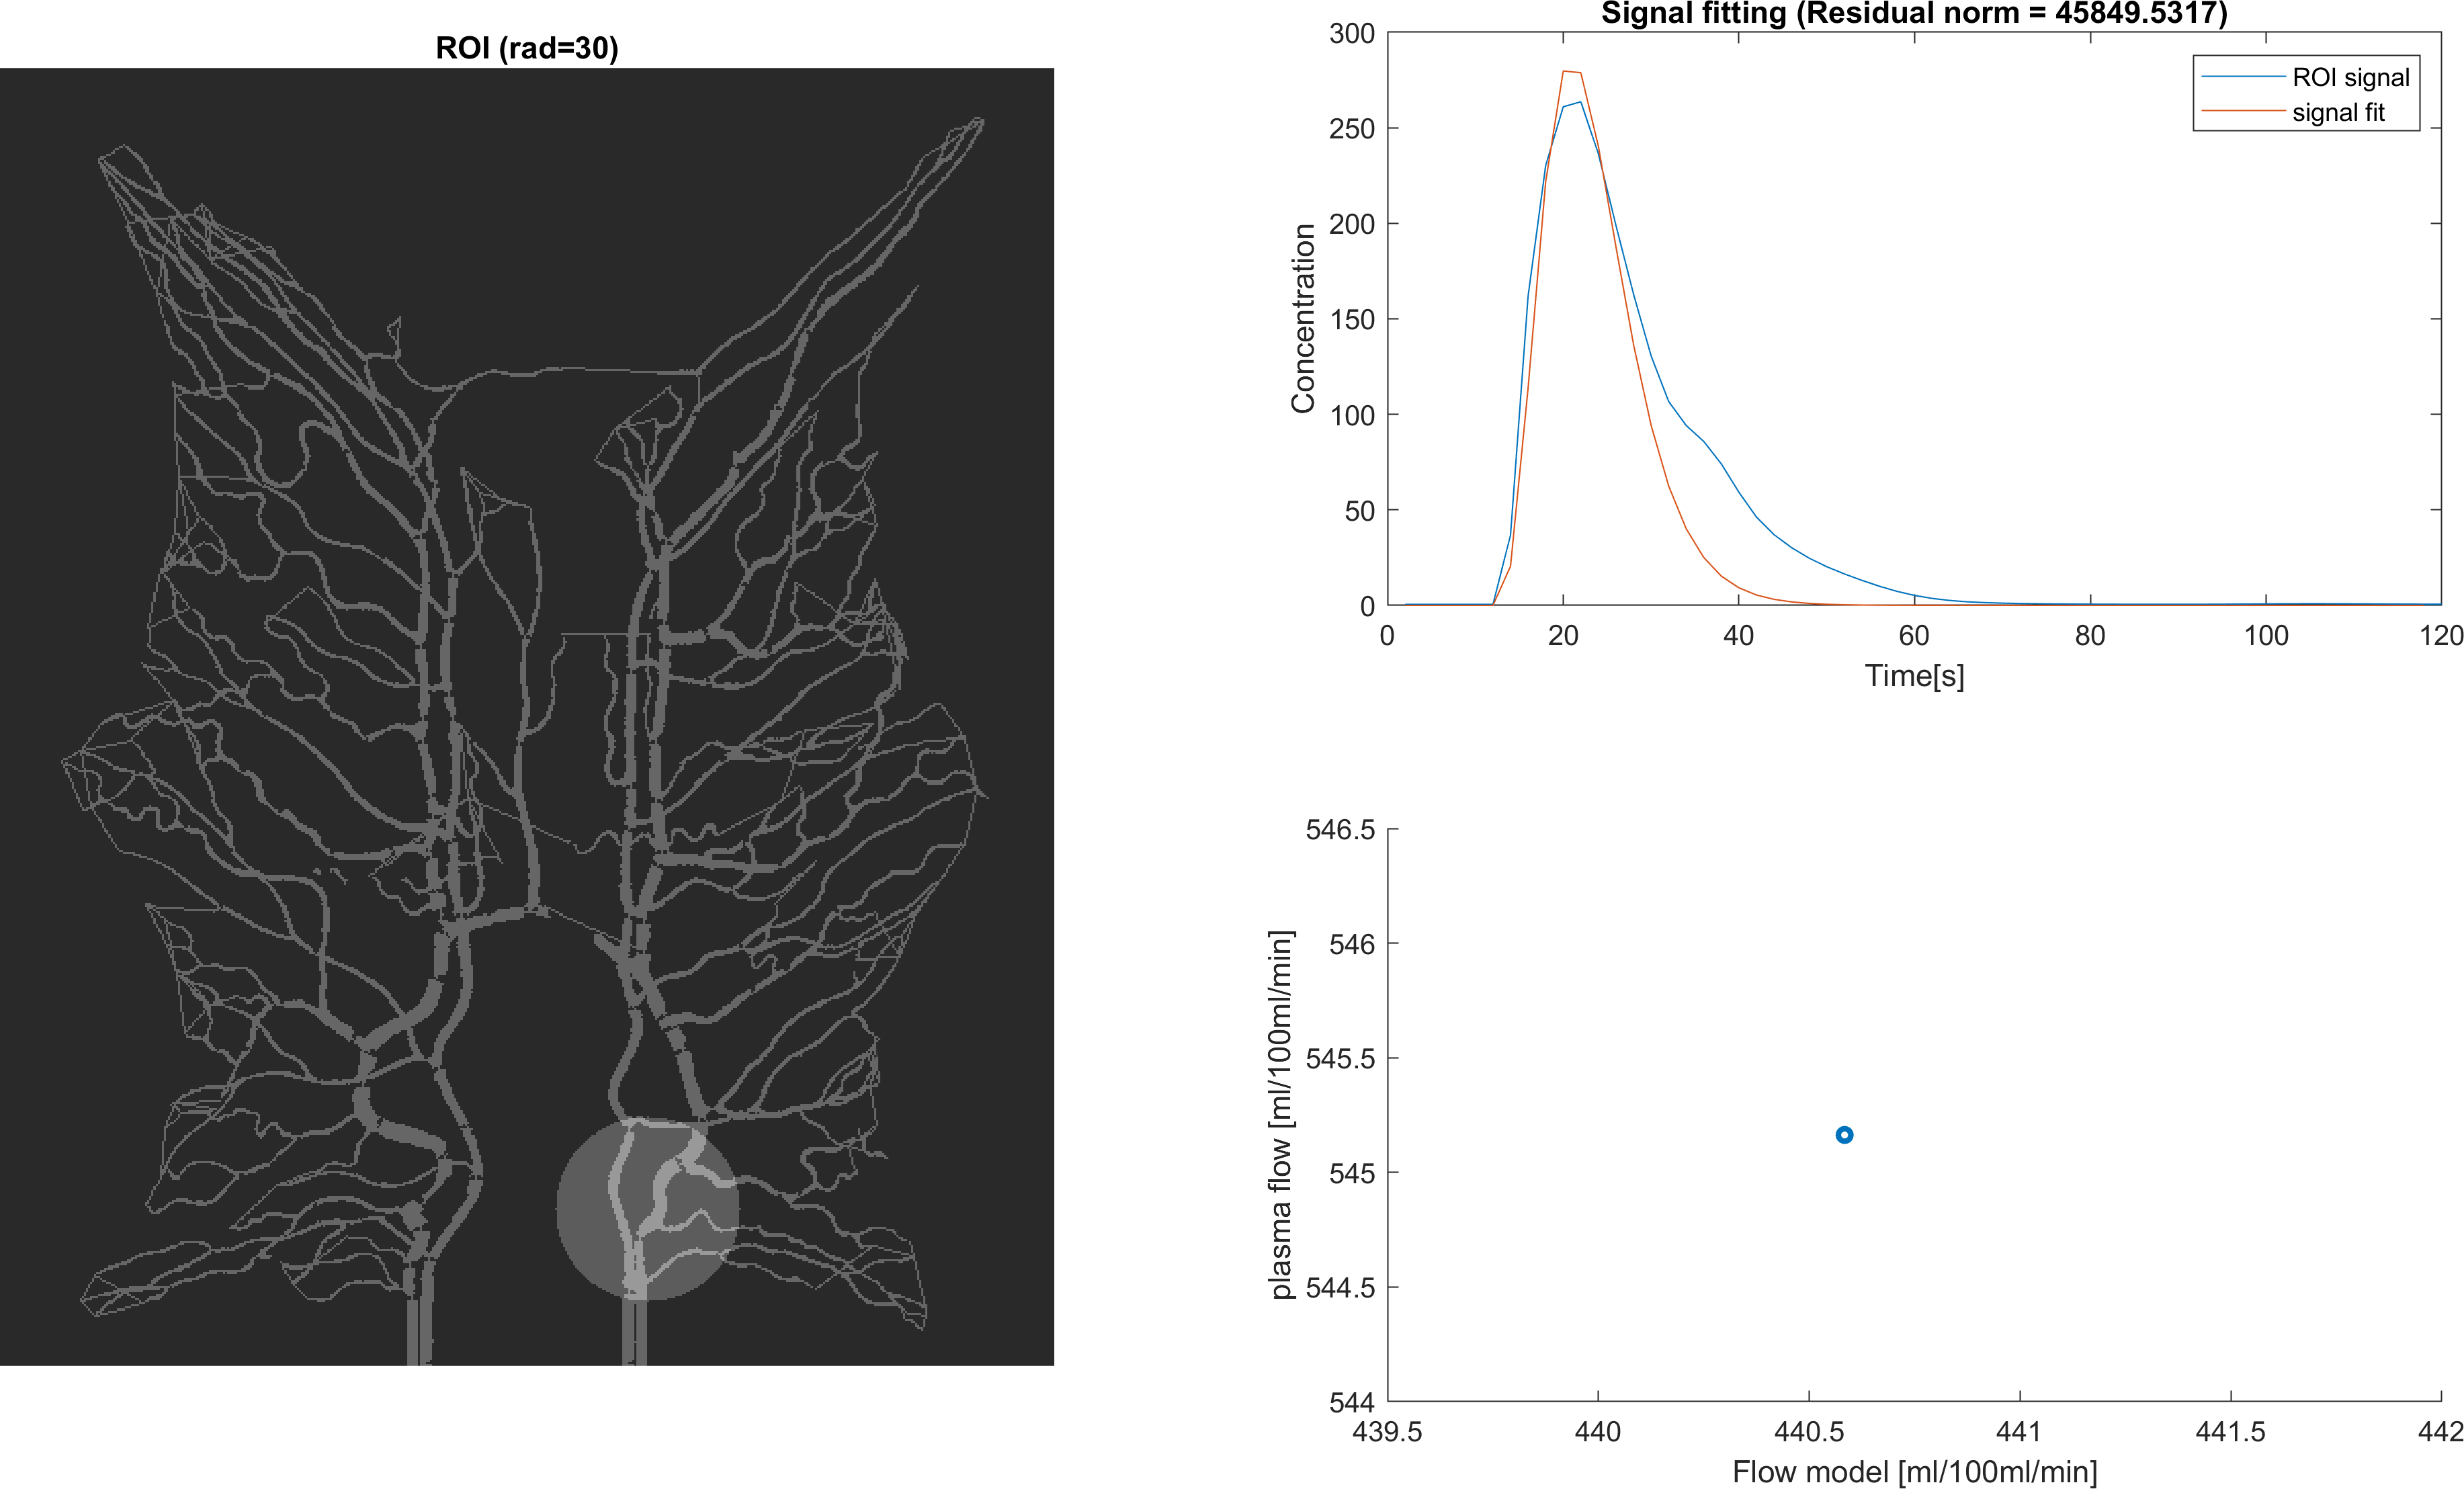 ROI (rad=30)
Signal fitting (Residual norm = 45849.5317)
300
250
200
150
100
50
0
Concentration
ROI signal
signal fit
0 20 40 60 80 100 120
Time[s]
546.5
546
545.5
545
544.5
544
plasma flow [ml/100ml/min]
439.5 440 440.5 441 441.5 442
Flow model [ml/100ml/min]